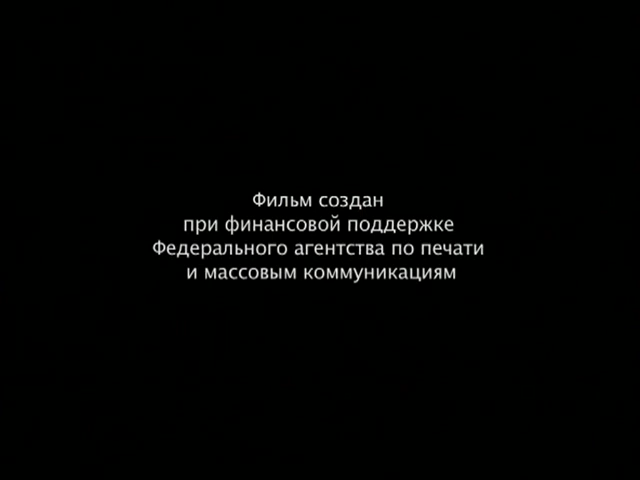 Фильм создан
при финансовой поддержке
Федерального агентства по печати
и массовым коммуникациям